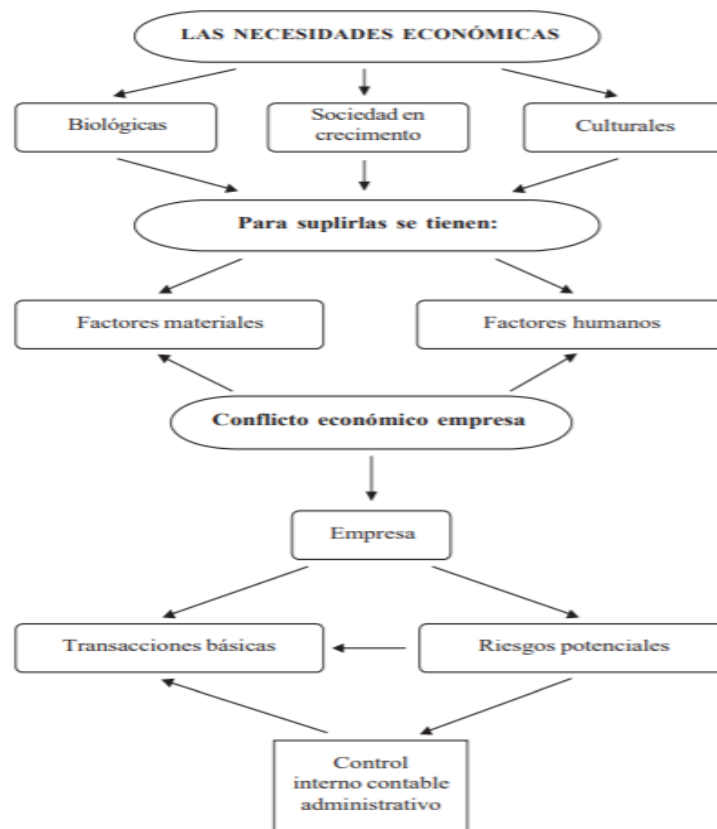 LAS NECESIDADES ECONÓMICAS
Biológicas
Sociedad en
crecimento
Culturales
Para suplirlas se tienen:
Factores materiales
Factores humanos
Conflicto económico empresa
Empresa
Transacciones básicas
Riesgos potenciales
Control
interno contable
administrativo